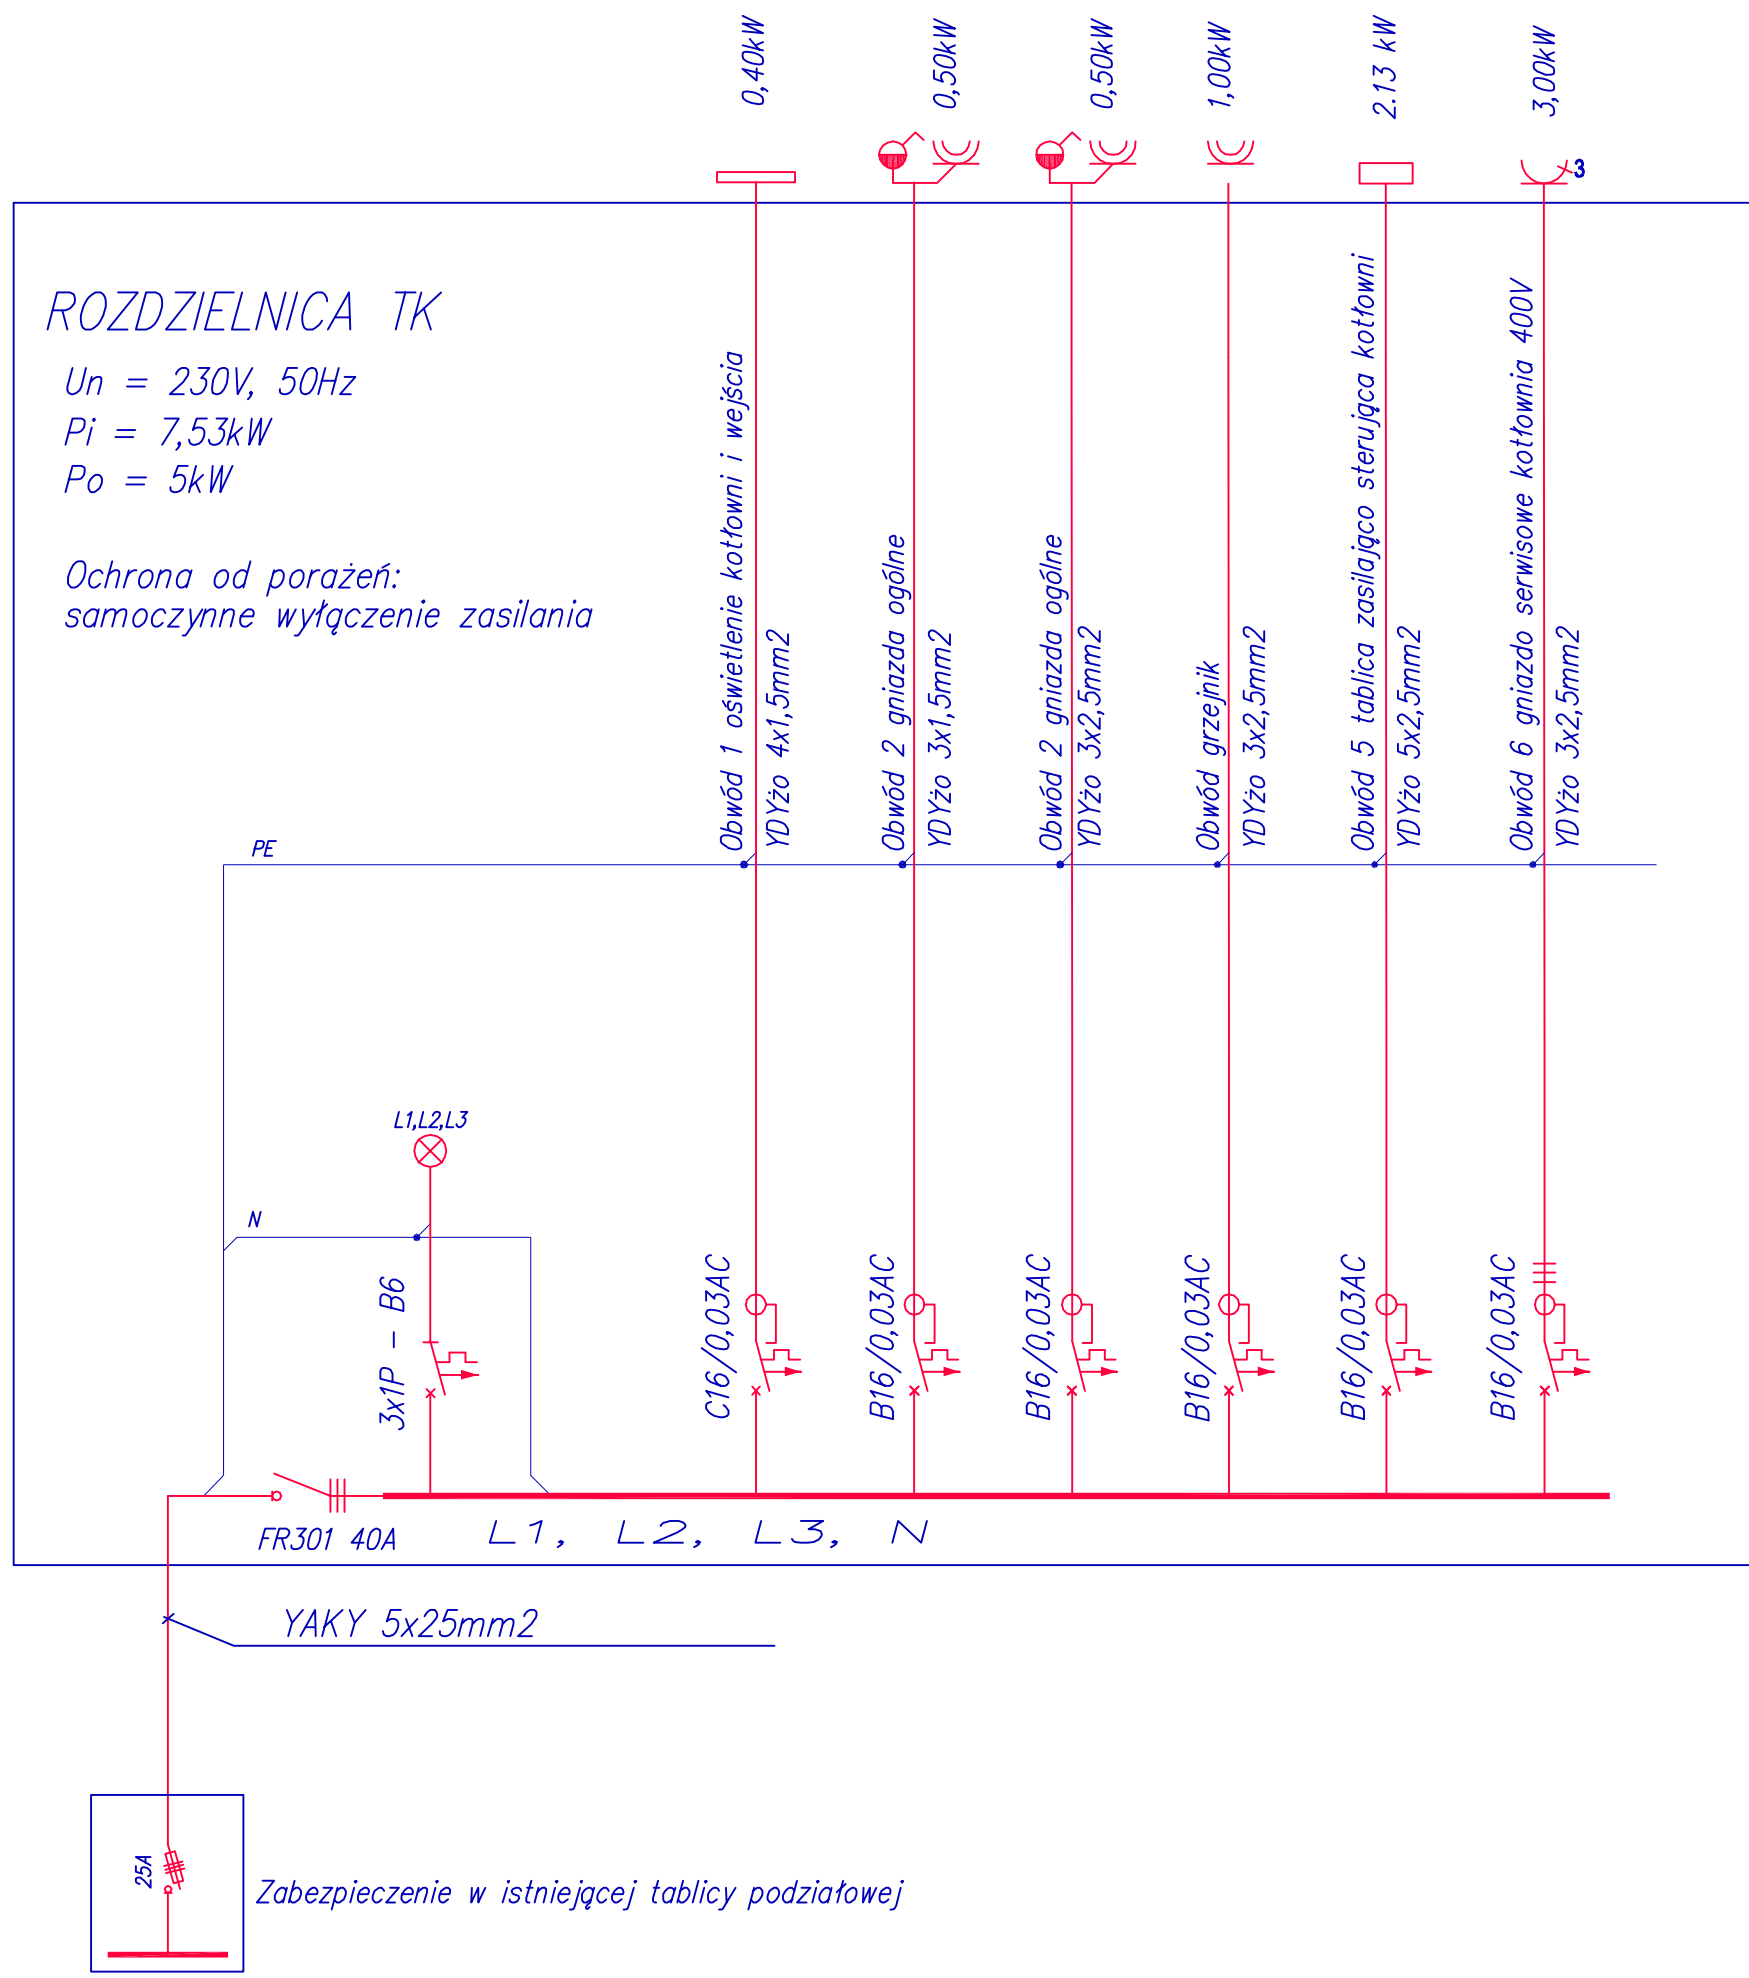 0,40kW
0,50kW
0,50kW
1,00kW
2.13 kW
3,00kW
3
ROZDZIELNICA TK
Un = 230V, 50Hz
Pi = 7,53kW
Po = 5kW
Ochrona od porażeń:
samoczynne wyłączenie zasilania
Obwód 1 oświetlenie kotłowni i wejścia
YDYżo 4x1,5mm2
Obwód 2 gniazda ogólne
YDYżo 3x1,5mm2
Obwód 2 gniazda ogólne
YDYżo 3x2,5mm2
Obwód grzejnik
YDYżo 3x2,5mm2
Obwód 5 tablica zasilająco sterująca kotłowni
YDYżo 5x2,5mm2
Obwód 6 gniazdo serwisowe kotłownia 400V
YDYżo 3x2,5mm2
PE
L1,L2,L3
N
3x1P - B6
C16/0,03AC
B16/0,03AC
B16/0,03AC
B16/0,03AC
B16/0,03AC
B16/0,03AC
FR301 40A
L1, L2, L3, N
YAKY 5x25mm2
25A
Zabezpieczenie w istniejącej tablicy podziałowej